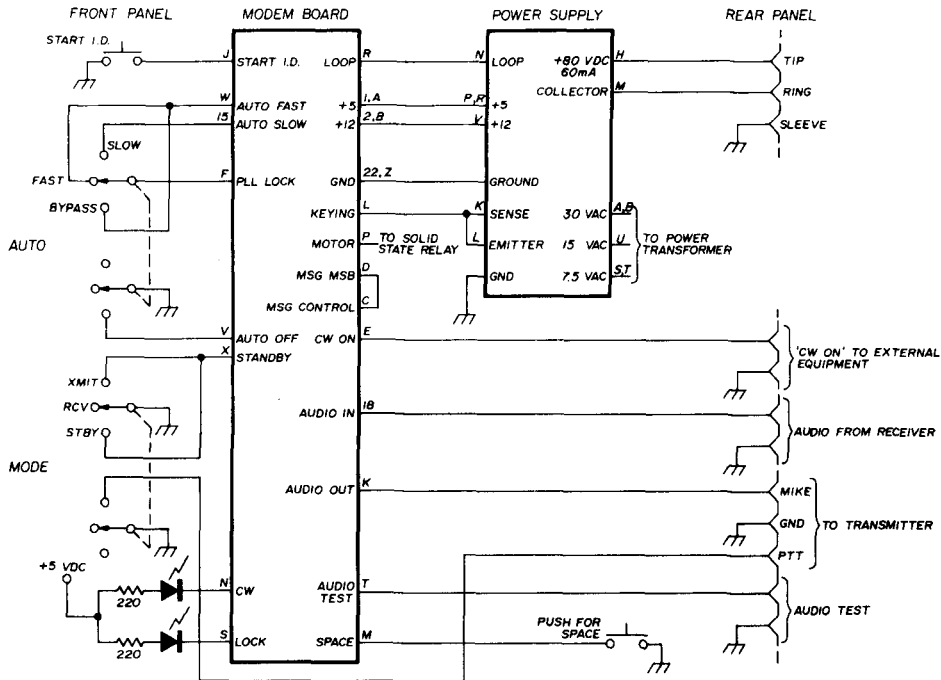 FRONT PANEL
MODEM BOARD
POWER SUPPLY
REAR PANEL
START I.D.
J
START I.D.
LOOP
R
N
LOOP
+80 VDC
60mA
H
TIP
COLLECTOR
M
RING
W
AUTO FAST
+5
1,A
P,R
+5
15
AUTO SLOW
+12
2,B
V
+12
SLEEVE
SLOW
FAST
F
PLL LOCK
GND
22,Z
GROUND
BYPASS
KEYING
L
K
SENSE
30 VAC
A,B
AUTO
MOTOR
P
TO SOLID
STATE RELAY
L
EMITTER
15 VAC
U
TO POWER
TRANSFORMER
MSG MSB
D
GND
7.5 VAC
S,T
MSG CONTROL
C
V
AUTO OFF
CW ON
E
X
STANDBY
'CW ON' TO EXTERNAL
EQUIPMENT
XMIT
RCV
STBY
AUDIO IN
18
AUDIO FROM RECEIVER
MODE
AUDIO OUT
K
MIKE
GND
TO TRANSMITTER
PTT
+5 VDC
220
N
CW
AUDIO
TEST
T
AUDIO TEST
220
S
LOCK
SPACE
M
PUSH FOR
SPACE